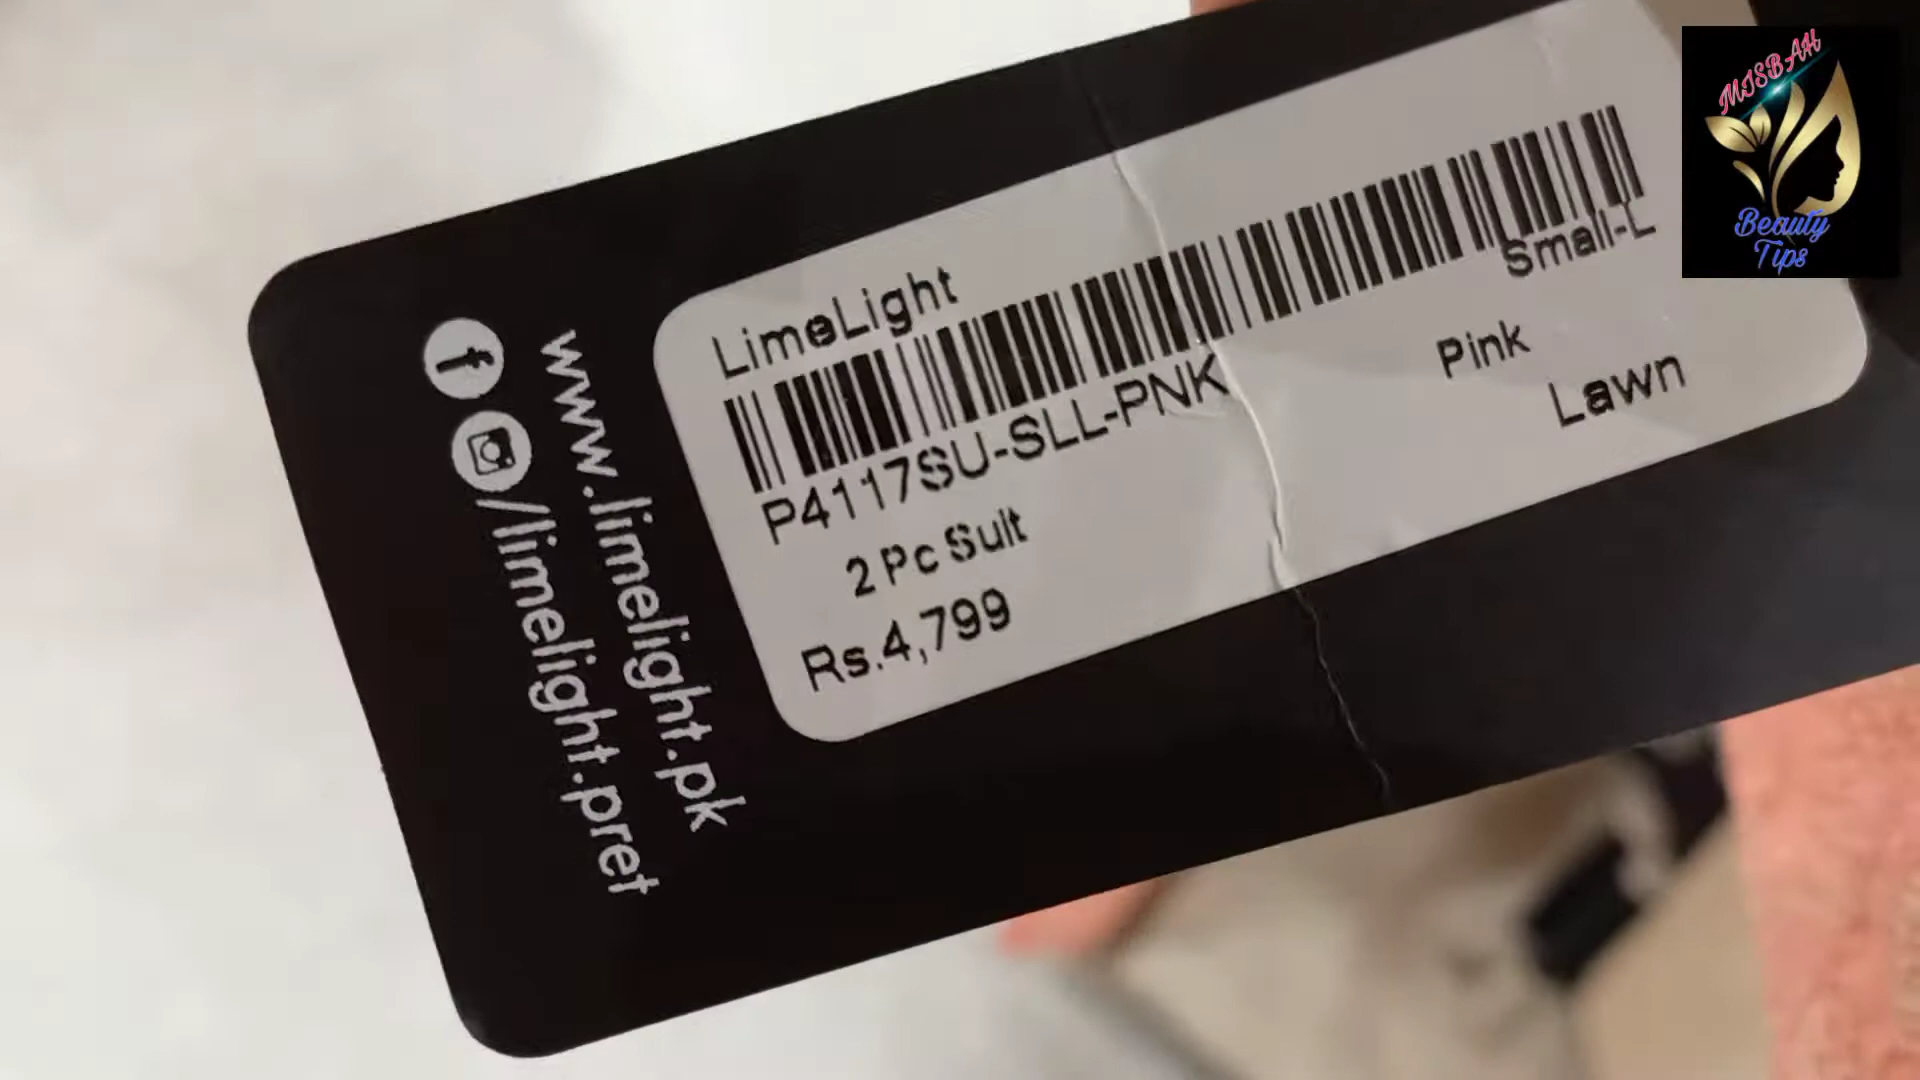 LimeLight
Small-L
P4117SU-SLL-PNK
Pink
2 Pc Suit
Lawn
Rs.4,799
www.limelight.pk
/limelight.pret
MISBAH
Beauty
Tips